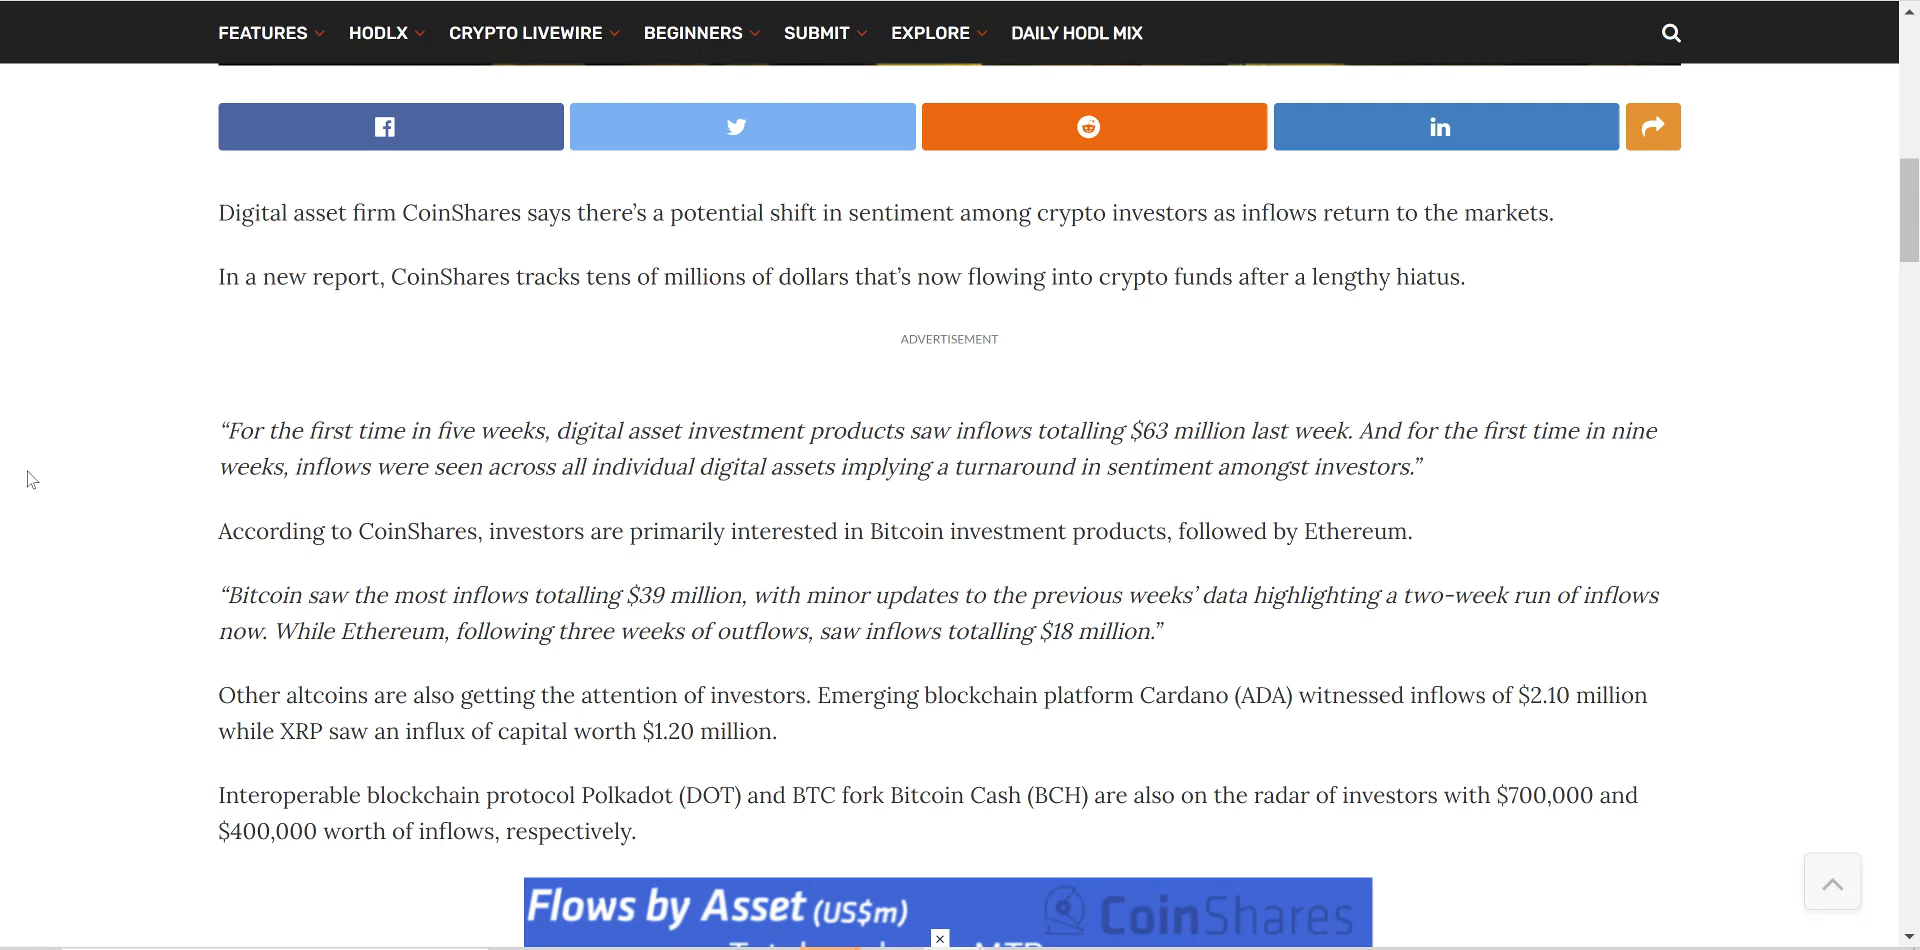 FEATURES HODLX CRYPTO LIVEWIRE BEGINNERS SUBMIT EXPLORE DAILY HODL MIX
Digital asset firm CoinShares says there’s a potential shift in sentiment among crypto investors as inflows return to the markets.
In a new report, CoinShares tracks tens of millions of dollars that’s now flowing into crypto funds after a lengthy hiatus.
ADVERTISEMENT
“For the first time in five weeks, digital asset investment products saw inflows totalling $63 million last week. And for the first time in nine
weeks, inflows were seen across all individual digital assets implying a turnaround in sentiment amongst investors.”
According to CoinShares, investors are primarily interested in Bitcoin investment products, followed by Ethereum.
“Bitcoin saw the most inflows totalling $39 million, with minor updates to the previous weeks’ data highlighting a two-week run of inflows
now. While Ethereum, following three weeks of outflows, saw inflows totalling $18 million.”
Other altcoins are also getting the attention of investors. Emerging blockchain platform Cardano (ADA) witnessed inflows of $2.10 million
while XRP saw an influx of capital worth $1.20 million.
Interoperable blockchain protocol Polkadot (DOT) and BTC fork Bitcoin Cash (BCH) are also on the radar of investors with $700,000 and
$400,000 worth of inflows, respectively.
Flows by Asset (US$m) CoinShares